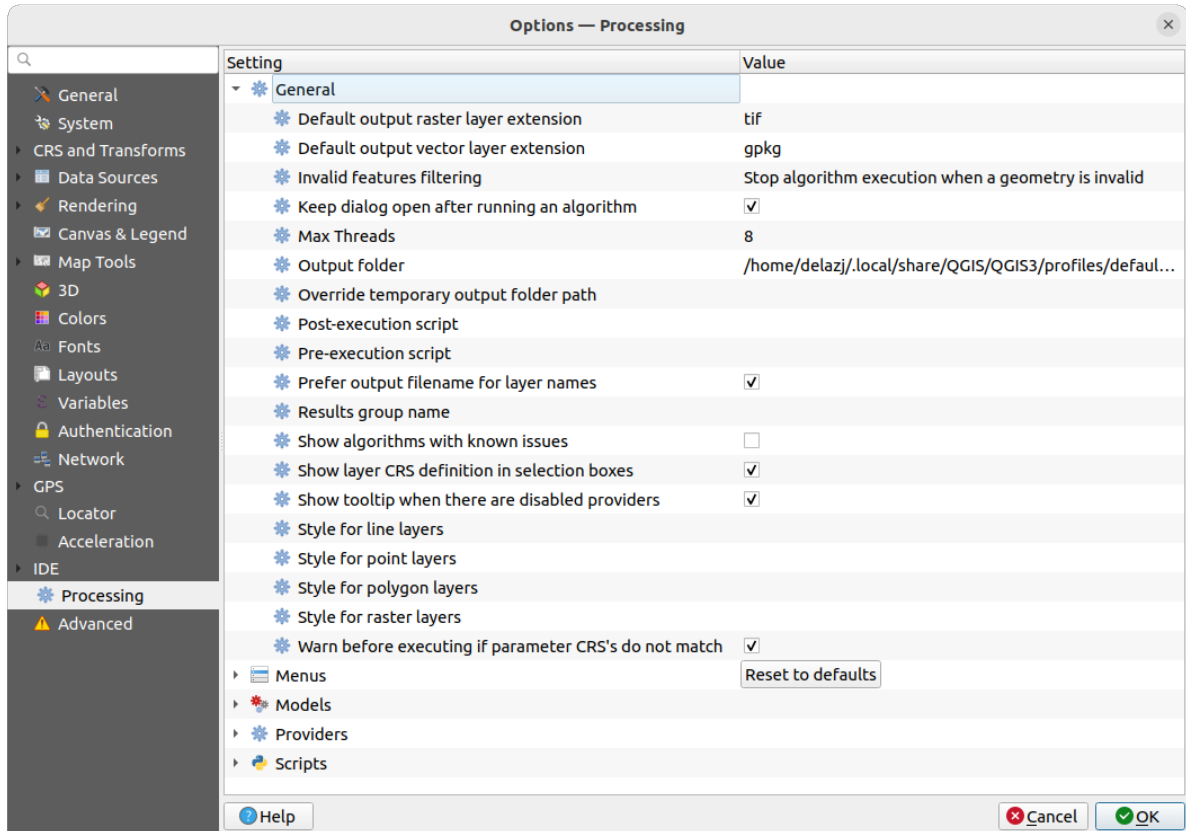 Options — Processing
Setting Value
General
System
CRS and Transforms
Data Sources
Rendering
Canvas & Legend
Map Tools
3D
Colors
Aa Fonts
Layouts
ε Variables
Authentication
Network
GPS
Locator
Acceleration
IDE
Processing
Advanced
General
Default output raster layer extension tif
Default output vector layer extension gpkg
Invalid features filtering Stop algorithm execution when a geometry is invalid
Keep dialog open after running an algorithm
Max Threads 8
Output folder /home/delazj/.local/share/QGIS/QGIS3/profiles/defaul...
Override temporary output folder path
Post-execution script
Pre-execution script
Prefer output filename for layer names
Results group name
Show algorithms with known issues
Show layer CRS definition in selection boxes
Show tooltip when there are disabled providers
Style for line layers
Style for point layers
Style for polygon layers
Style for raster layers
Warn before executing if parameter CRS's do not match
Menus Reset to defaults
Models
Providers
Scripts
? Help Cancel OK